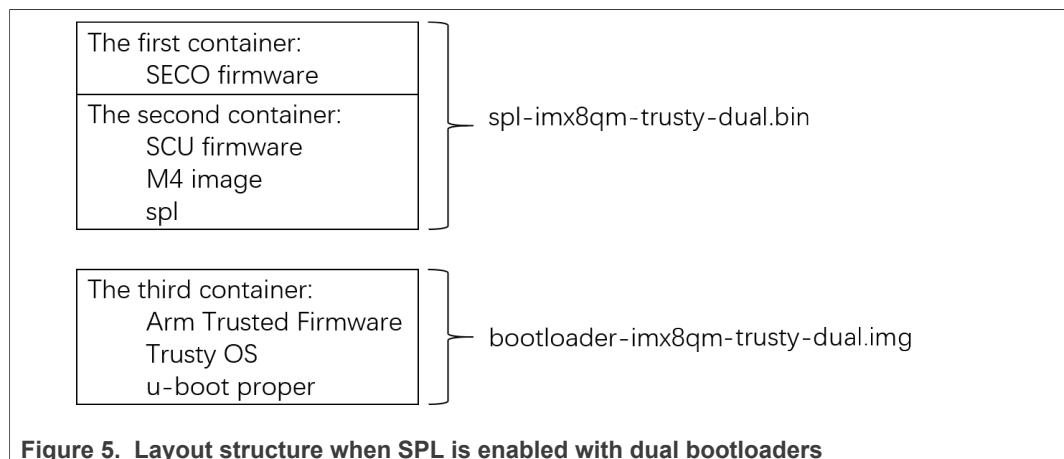 The first container:
SECO firmware
The second container:
SCU firmware
M4 image
spl
spl-imx8qm-trusty-dual.bin
The third container:
Arm Trusted Firmware
Trusty OS
u-boot proper
bootloader-imx8qm-trusty-dual.img
Figure 5. Layout structure when SPL is enabled with dual bootloaders